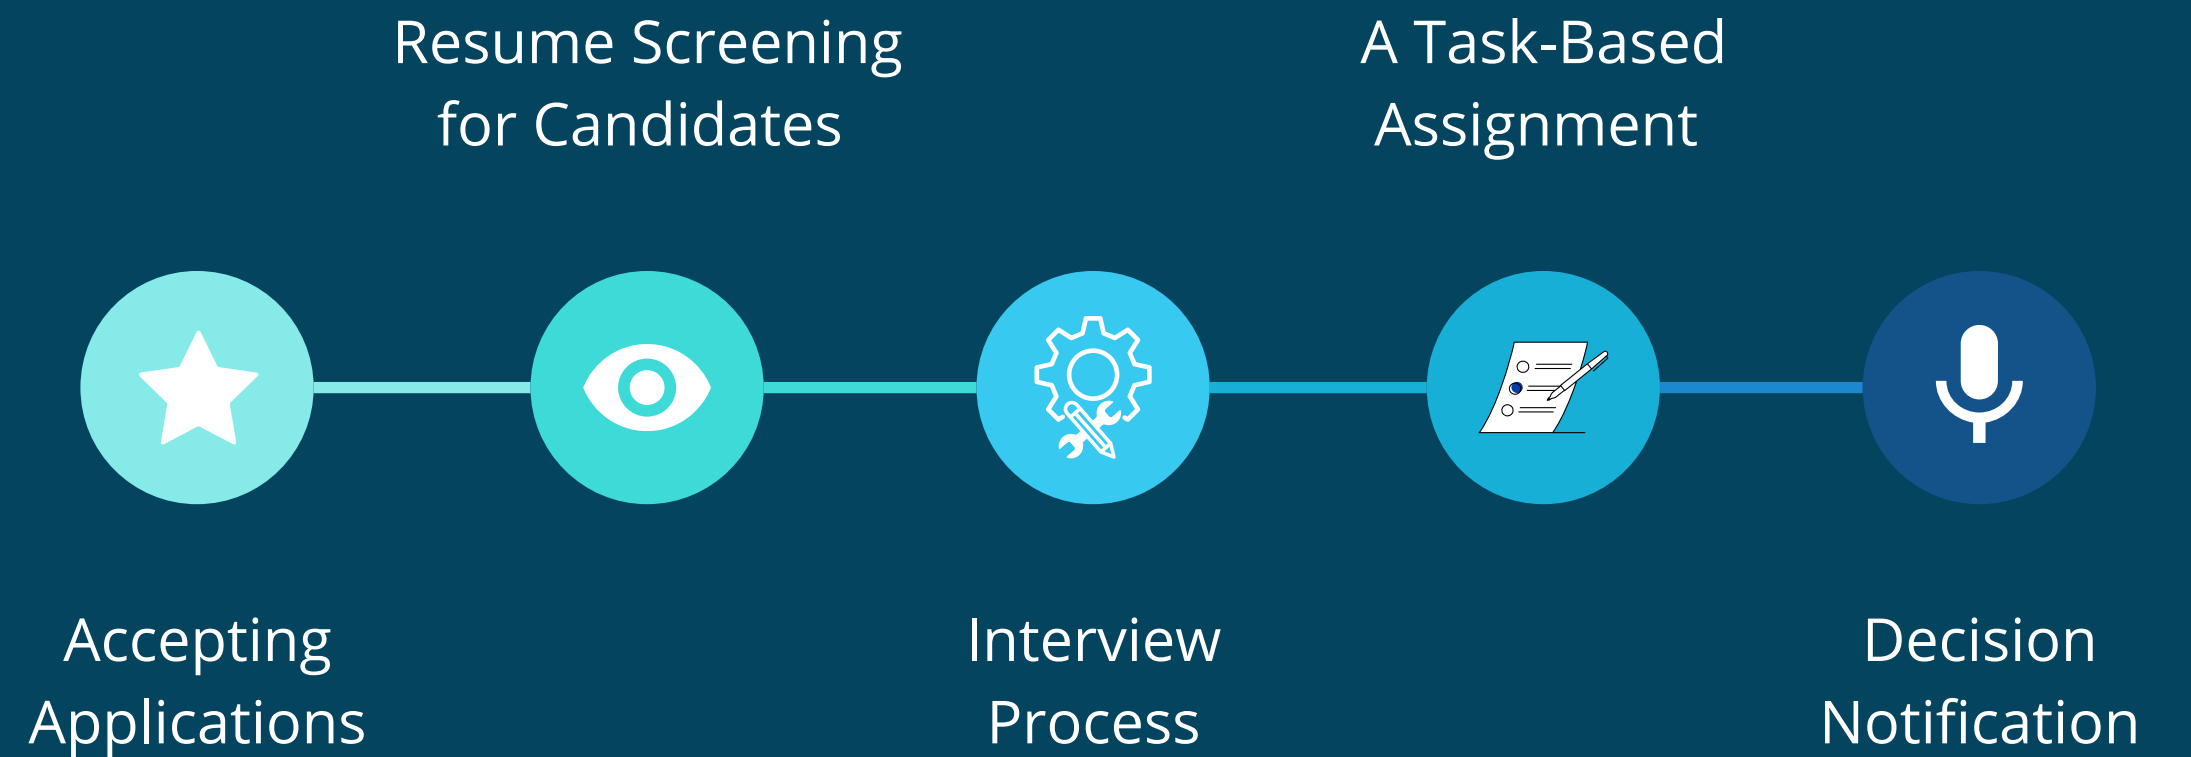 Resume Screening
for Candidates
A Task-Based
Assignment
Accepting
Applications
Interview
Process
Decision
Notification